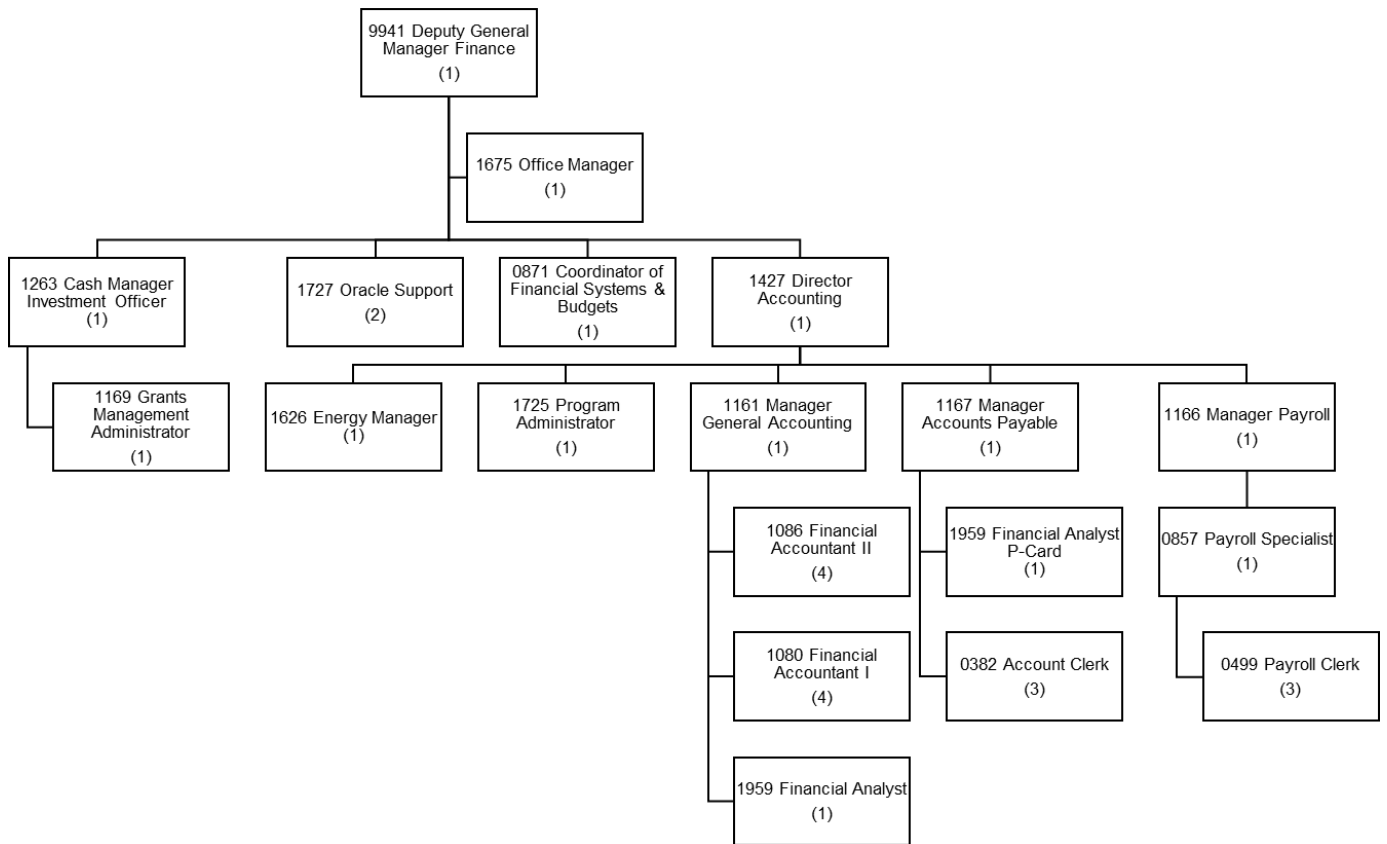 9941 Deputy General
Manager Finance
(1)
1675 Office Manager
(1)
1263 Cash Manager
Investment Officer
(1)
1727 Oracle Support
(2)
0871 Coordinator of
Financial Systems &
Budgets
(1)
1427 Director
Accounting
(1)
1169 Grants
Management
Administrator
(1)
1626 Energy Manager
(1)
1725 Program
Administrator
(1)
1161 Manager
General Accounting
(1)
1167 Manager
Accounts Payable
(1)
1166 Manager Payroll
(1)
1086 Financial
Accountant II
(4)
1959 Financial Analyst
P-Card
(1)
0857 Payroll Specialist
(1)
1080 Financial
Accountant I
(4)
0382 Account Clerk
(3)
0499 Payroll Clerk
(3)
1959 Financial Analyst
(1)